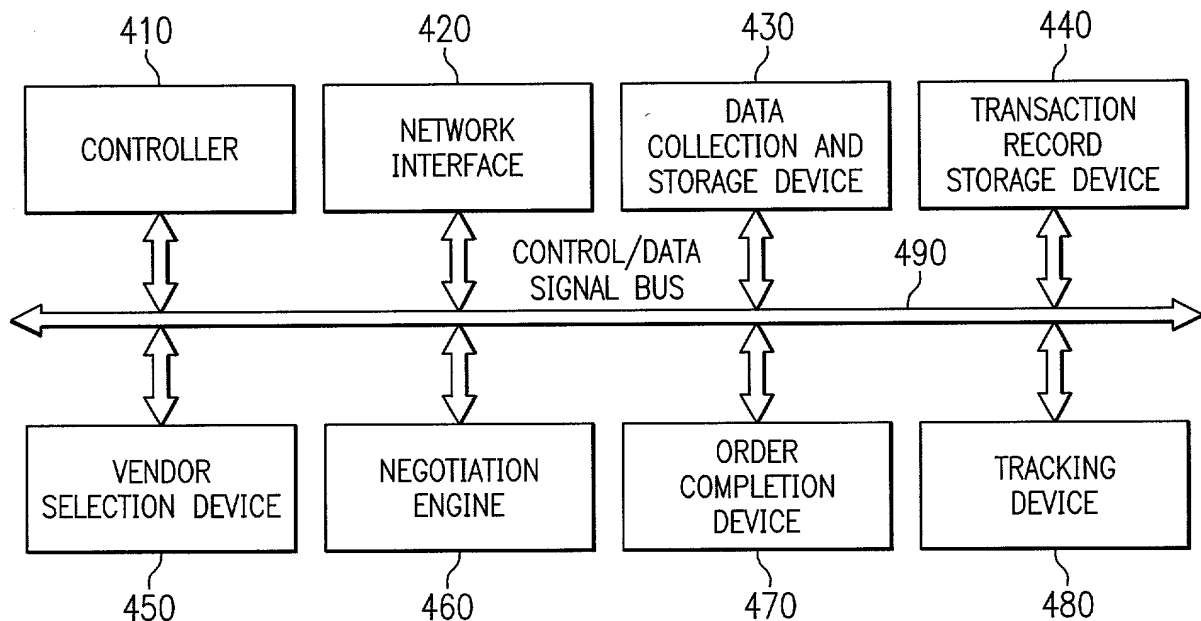 410
420
430
440
CONTROLLER
NETWORK
INTERFACE
DATA
COLLECTION AND
STORAGE DEVICE
TRANSACTION
RECORD
STORAGE DEVICE
CONTROL/DATA
SIGNAL BUS
490
VENDOR
SELECTION DEVICE
NEGOTIATION
ENGINE
ORDER
COMPLETION
DEVICE
TRACKING
DEVICE
450
460
470
480